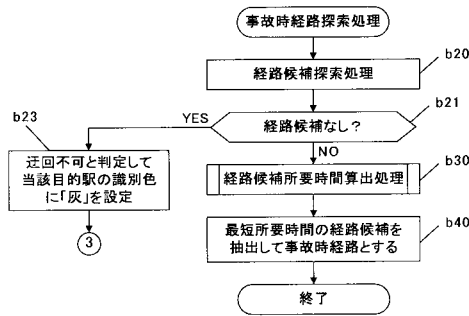 事故時経路探索処理
b20
経路候補探索処理
b21
経路候補なし?
YES
b23
迂回不可と判定して
当該目的駅の識別色
に「灰」を設定
3
NO
b30
経路候補所要時間算出処理
b40
最短所要時間の経路候補を
抽出して事故時経路とする
終了